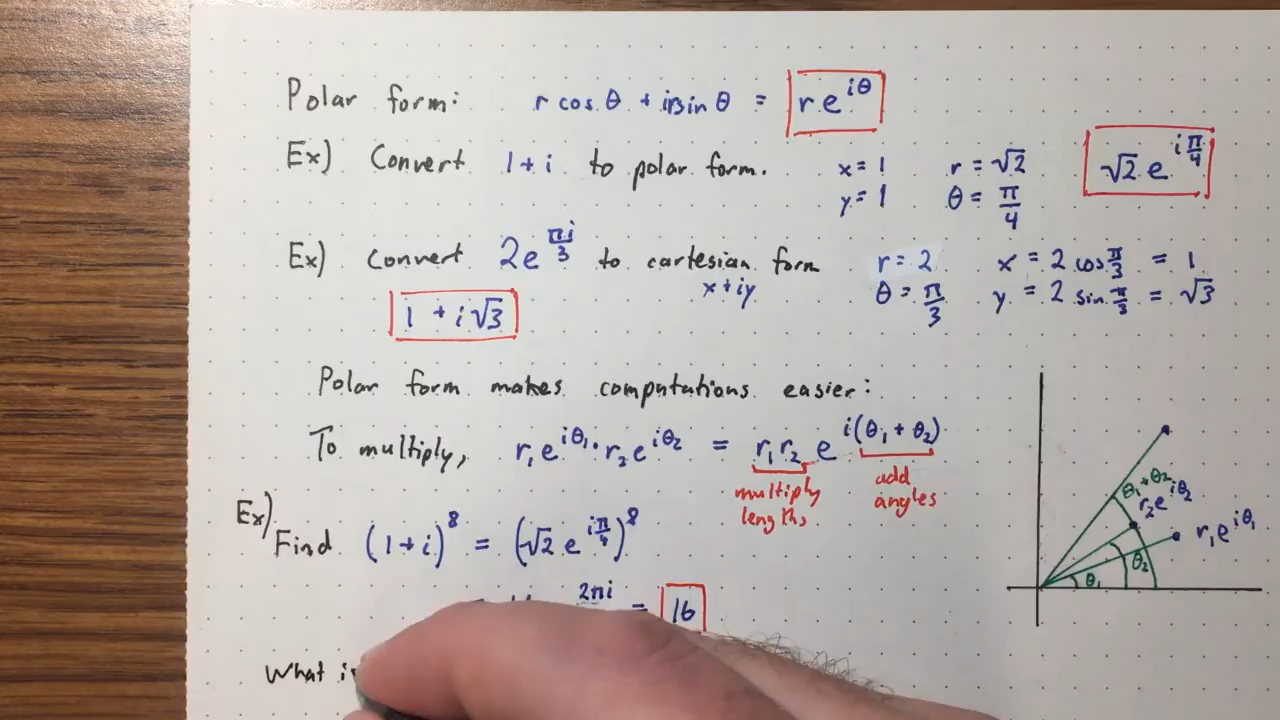 Polar form: r cos θ + i r sin θ = r e^{iθ}
Ex) Convert 1 + i to polar form. x = 1 r = √2 √2 e^{i π/4}
y = 1 θ = π/4
Ex) Convert 2e^{πi/3} to cartesian form r = 2 x = 2 cos π/3 = 1
x + iy θ = π/3 y = 2 sin π/3 = √3
1 + i√3
Polar form makes computations easier:
To multiply, r₁e^{iθ₁} · r₂e^{iθ₂} = r₁r₂ e^{i(θ₁ + θ₂)}
multiply lengths
add angles
Ex)
Find (1+i)^8 = (√2 e^{iπ/4})^8
2πi = 16
What
θ₁ + θ₂
r₂e^{iθ₂}
r₁e^{iθ₁}
θ₂
θ₁